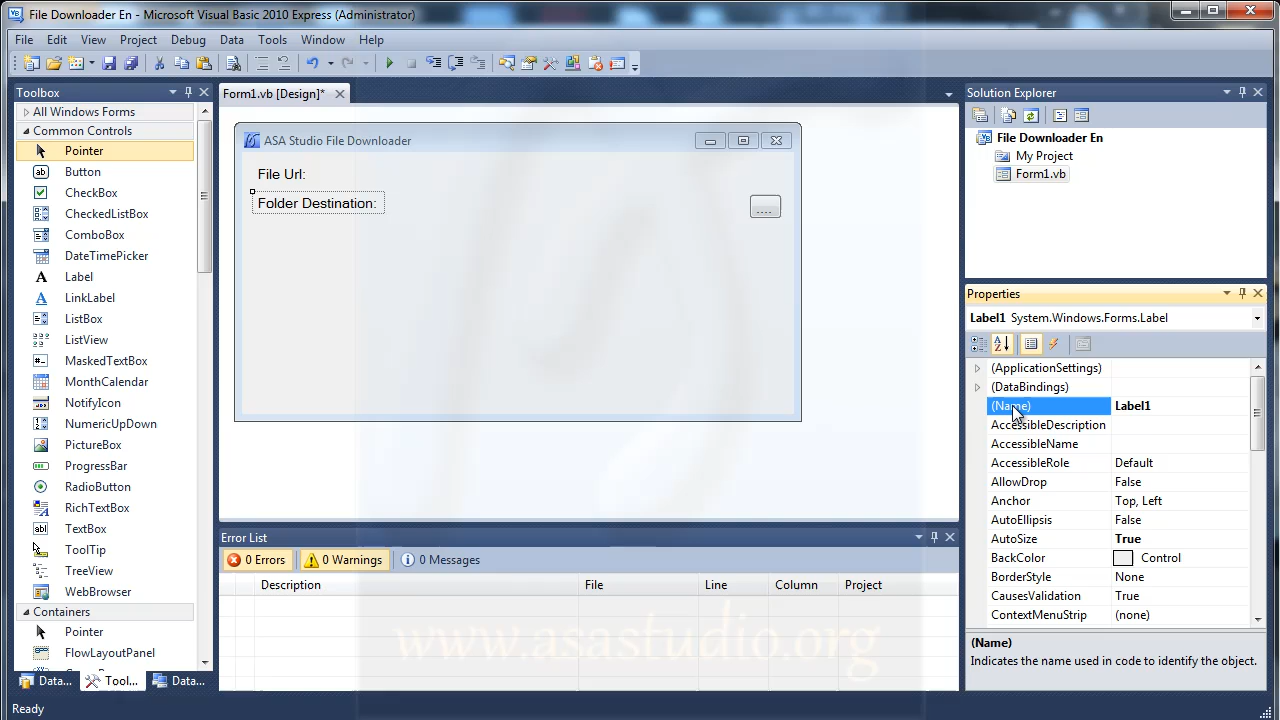 File Downloader En - Microsoft Visual Basic 2010 Express (Administrator)
File Edit View Project Debug Data Tools Window Help
Toolbox
All Windows Forms
Common Controls
Pointer
Button
CheckBox
CheckedListBox
ComboBox
DateTimePicker
Label
LinkLabel
ListBox
ListView
MaskedTextBox
MonthCalendar
NotifyIcon
NumericUpDown
PictureBox
ProgressBar
RadioButton
RichTextBox
TextBox
ToolTip
TreeView
WebBrowser
Containers
Pointer
FlowLayoutPanel
Data... Tool... Data...
Form1.vb [Design]*
ASA Studio File Downloader
File Url:
Folder Destination:
....
Error List
0 Errors 0 Warnings 0 Messages
Description File Line Column Project
www.asastudio.org
Solution Explorer
File Downloader En
My Project
Form1.vb
Properties
Label1 System.Windows.Forms.Label
(ApplicationSettings)
(DataBindings)
(Name) Label1
AccessibleDescription
AccessibleName
AccessibleRole Default
AllowDrop False
Anchor Top, Left
AutoEllipsis False
AutoSize True
BackColor Control
BorderStyle None
CausesValidation True
ContextMenuStrip (none)
(Name)
Indicates the name used in code to identify the object.
Ready